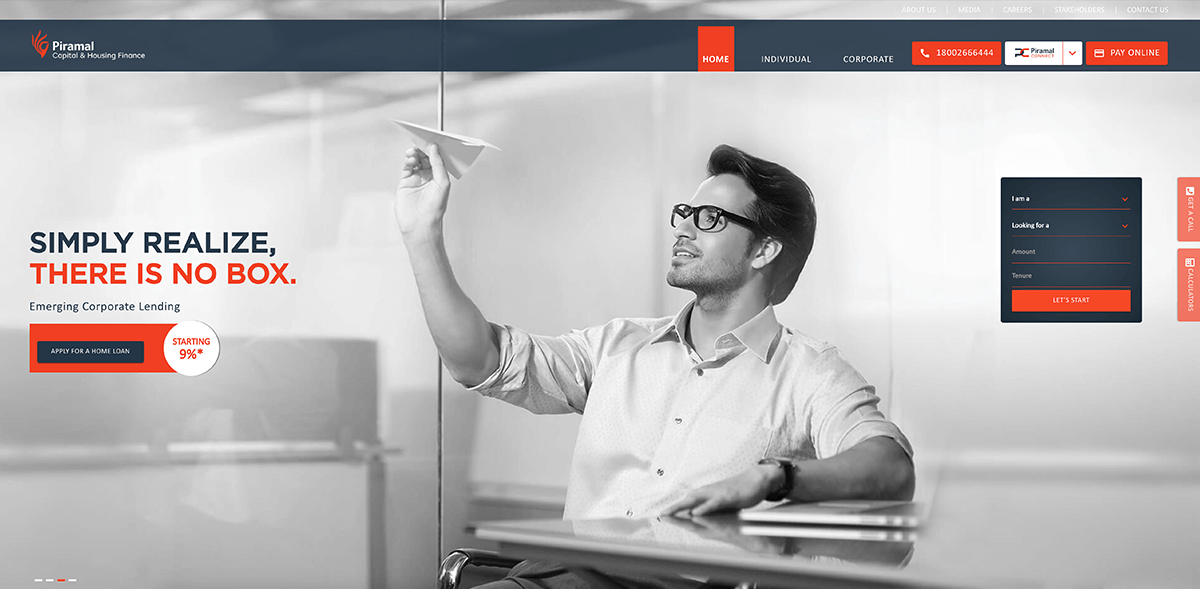 ABOUT US | MEDIA | CAREERS | STAKEHOLDERS | CONTACT US
Piramal
Capital & Housing Finance
HOME
INDIVIDUAL
CORPORATE
18002666444
Piramal
CONNECT
PAY ONLINE
SIMPLY REALIZE,
THERE IS NO BOX.
Emerging Corporate Lending
APPLY FOR A HOME LOAN
STARTING
9%*
I am a
Looking for a
Amount
Tenure
LET'S START
GET A CALL
CALCULATORS